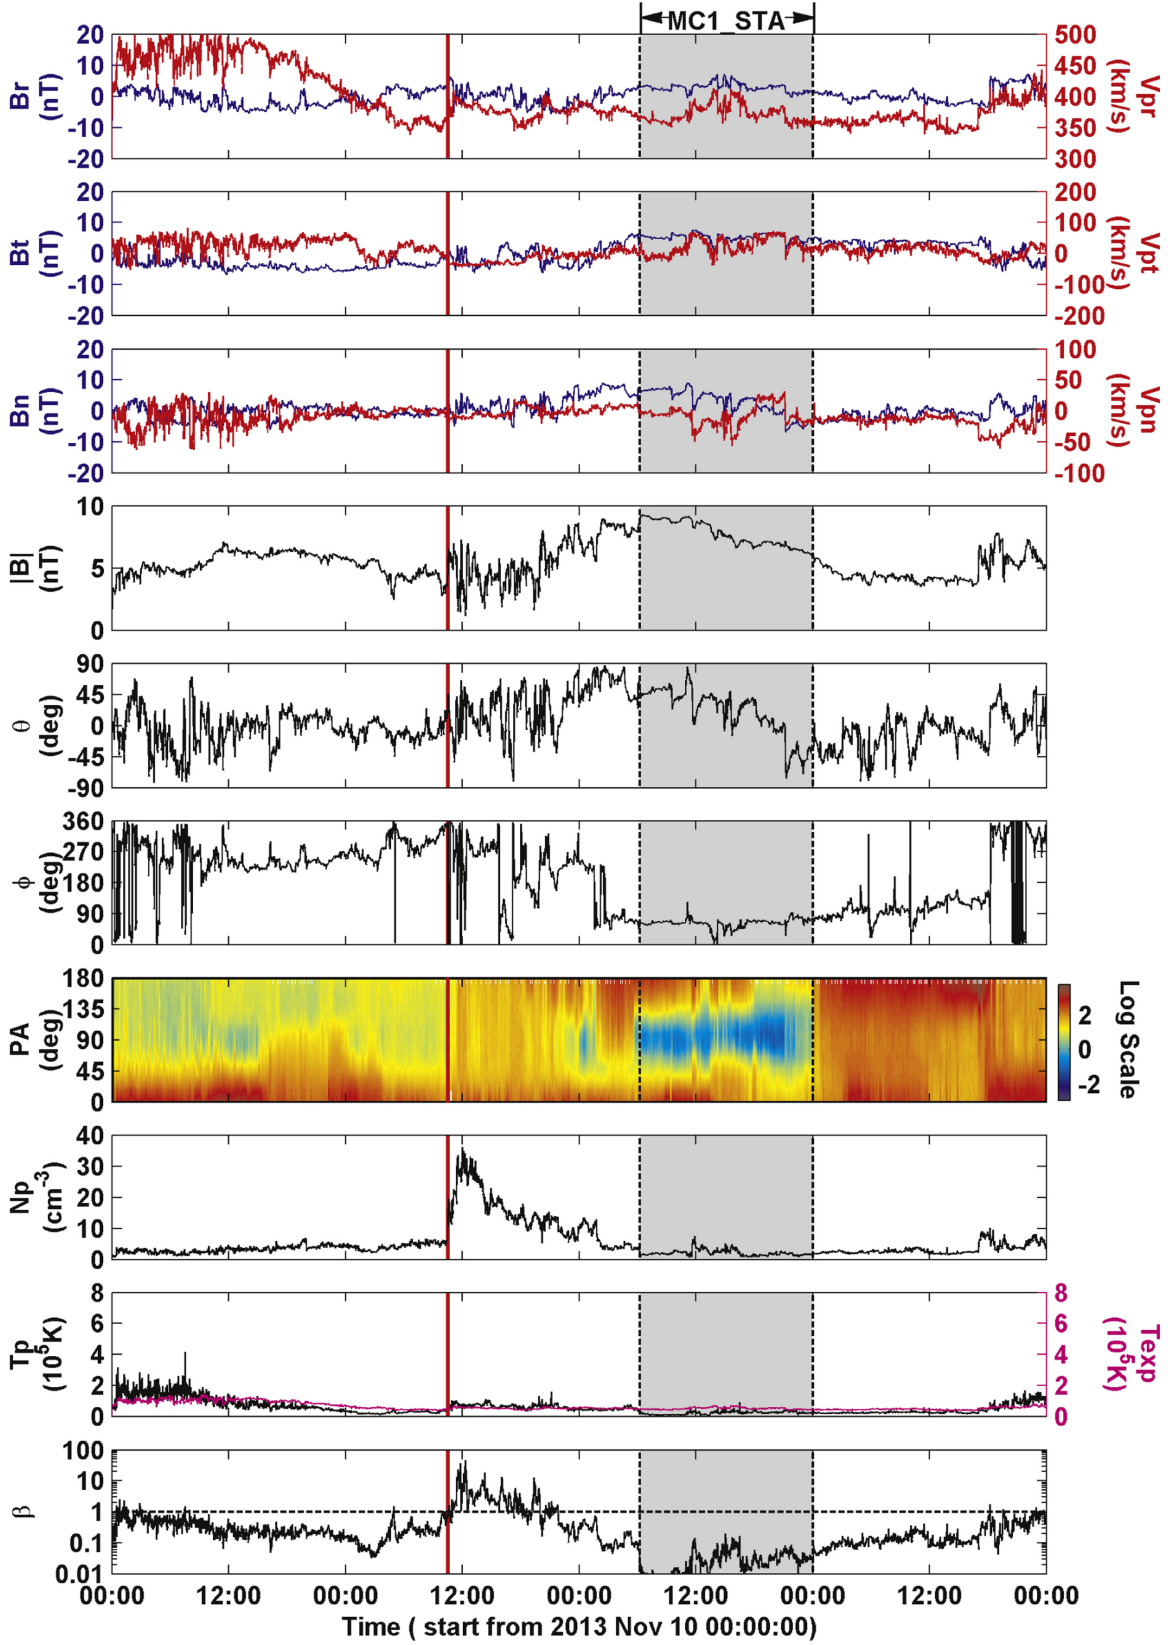 MC1_STA
20
10
0
-10
-20
Br
(nT)
500
450
400
350
300
Vpr
(km/s)
20
10
0
-10
-20
Bt
(nT)
200
100
0
-100
-200
Vpt
(km/s)
20
10
0
-10
-20
Bn
(nT)
100
50
0
-50
-100
Vpn
(km/s)
10
5
0
|B|
(nT)
90
45
0
-45
-90
θ
(deg)
360
270
180
90
0
ϕ
(deg)
180
135
90
45
0
PA
(deg)
2
0
-2
Log Scale
40
30
20
10
0
Np
(cm-3)
8
6
4
2
0
Tp
(10^5K)
8
6
4
2
0
Texp
(10^5K)
100
10
1
0.1
0.01
β
00:00 12:00 00:00 12:00 00:00 12:00 00:00 12:00 00:00
Time ( start from 2013 Nov 10 00:00:00)